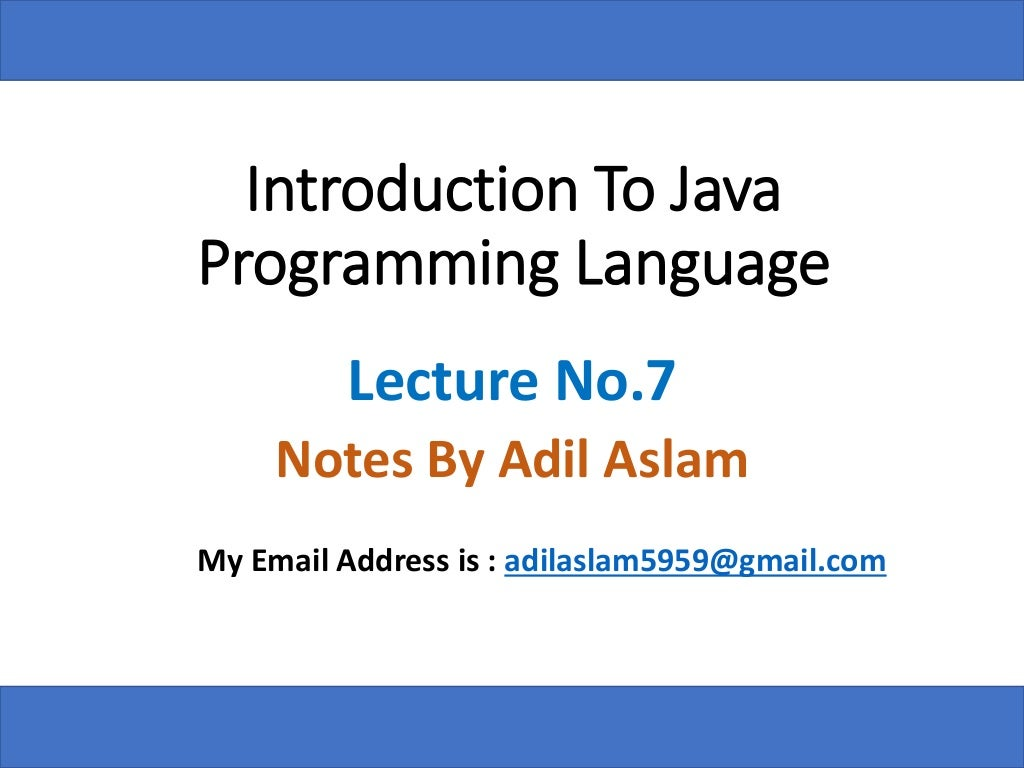 Introduction To Java
Programming Language
Lecture No.7
Notes By Adil Aslam
My Email Address is : adilaslam5959@gmail.com